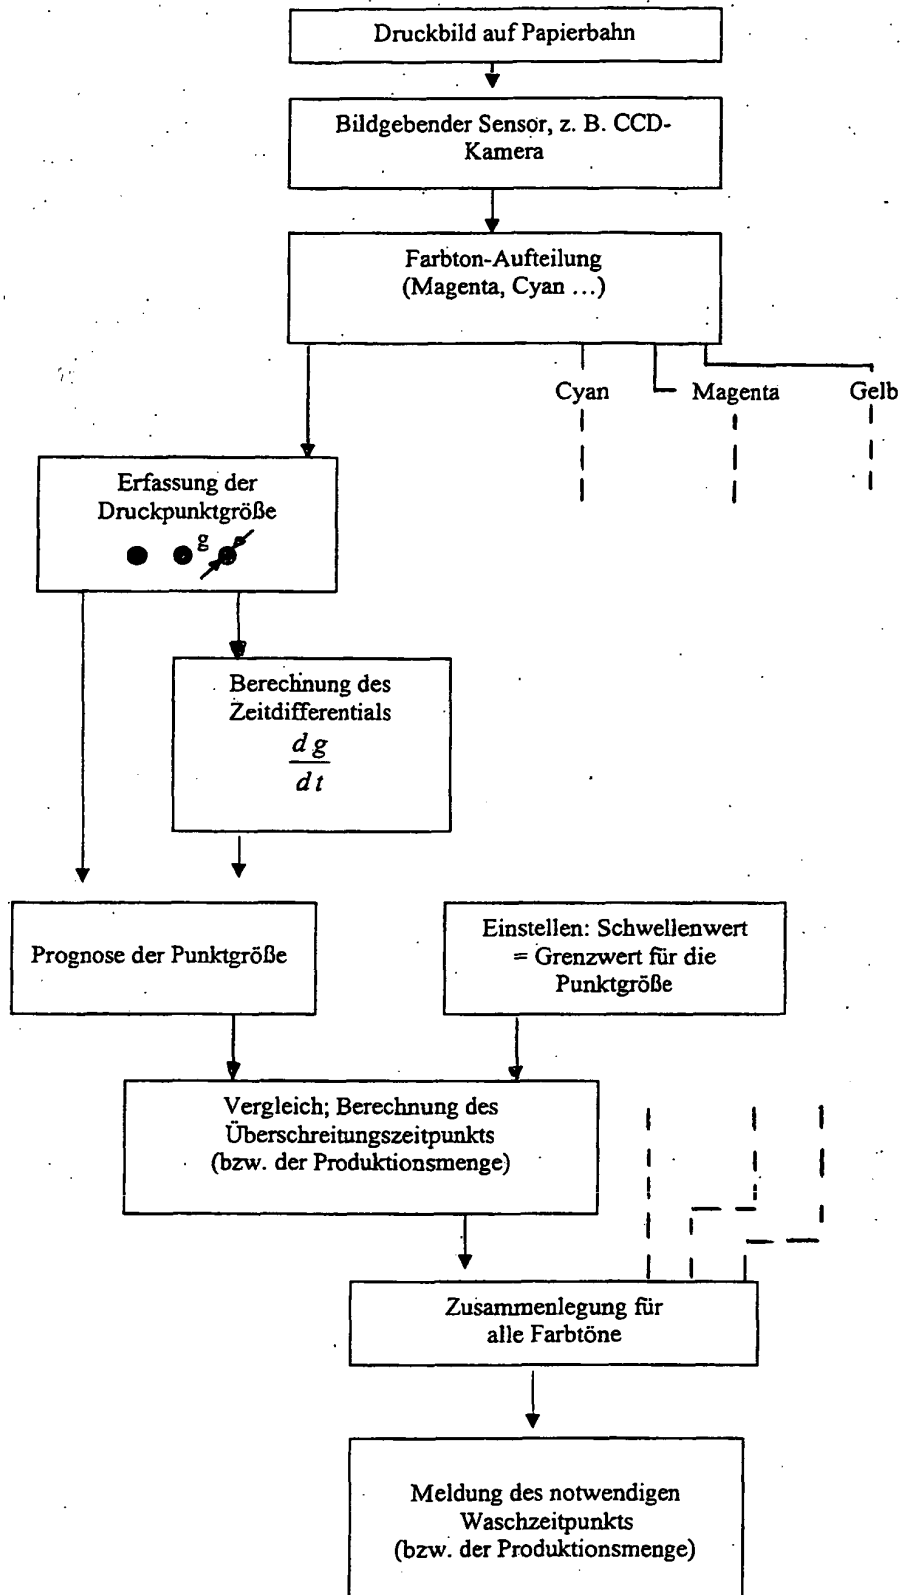 Druckbild auf Papierbahn
Bildgebender Sensor, z. B. CCD-
Kamera
Farbton-Aufteilung
(Magenta, Cyan ...)
Cyan
Magenta
Gelb
Erfassung der
Druckpunktgröße
g
Berechnung des
Zeitdifferentials
d g
d t
Prognose der Punktgröße
Einstellen: Schwellenwert
= Grenzwert für die
Punktgröße
Vergleich; Berechnung des
Überschreitungszeitpunkts
(bzw. der Produktionsmenge)
Zusammenlegung für
alle Farbtöne
Meldung des notwendigen
Waschzeitpunkts
(bzw. der Produktionsmenge)